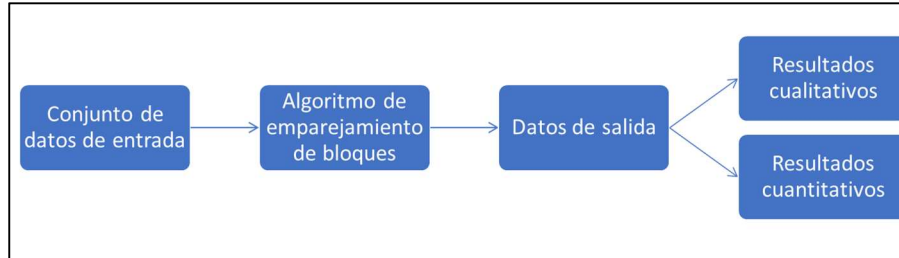 Conjunto de
datos de entrada
Algoritmo de
emparejamiento
de bloques
Datos de salida
Resultados
cualitativos
Resultados
cuantitativos